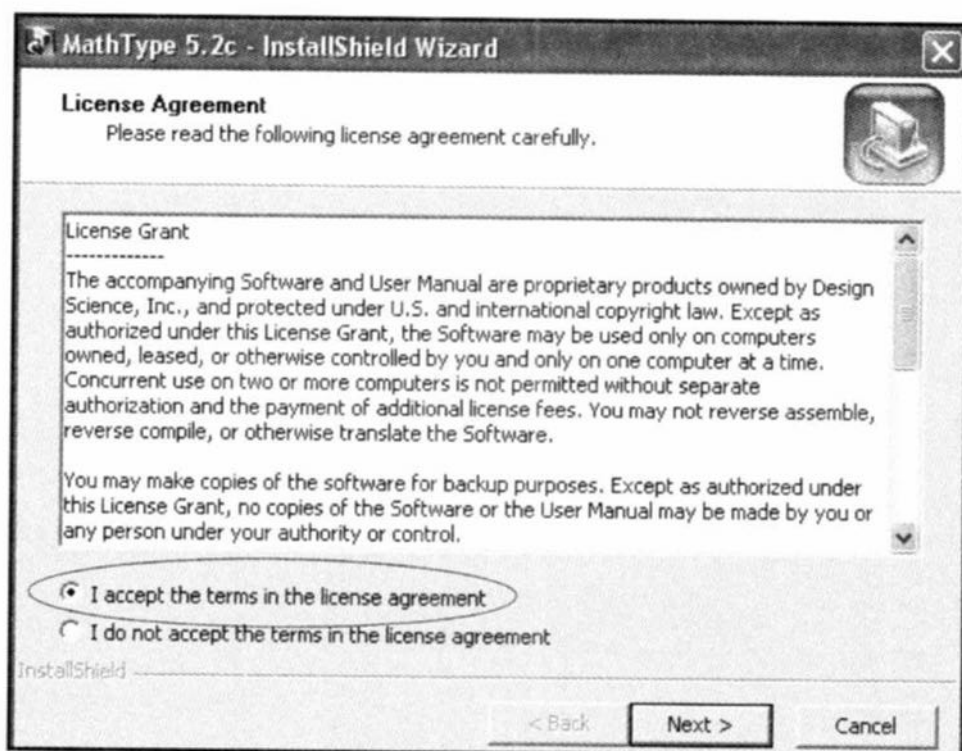 MathType 5.2c - InstallShield Wizard
License Agreement
Please read the following license agreement carefully.
License Grant
-------------
The accompanying Software and User Manual are proprietary products owned by Design
Science, Inc., and protected under U.S. and international copyright law. Except as
authorized under this License Grant, the Software may be used only on computers
owned, leased, or otherwise controlled by you and only on one computer at a time.
Concurrent use on two or more computers is not permitted without separate
authorization and the payment of additional license fees. You may not reverse assemble,
reverse compile, or otherwise translate the Software.
You may make copies of the software for backup purposes. Except as authorized under
this License Grant, no copies of the Software or the User Manual may be made by you or
any person under your authority or control.
I accept the terms in the license agreement
I do not accept the terms in the license agreement
InstallShield
< Back Next > Cancel